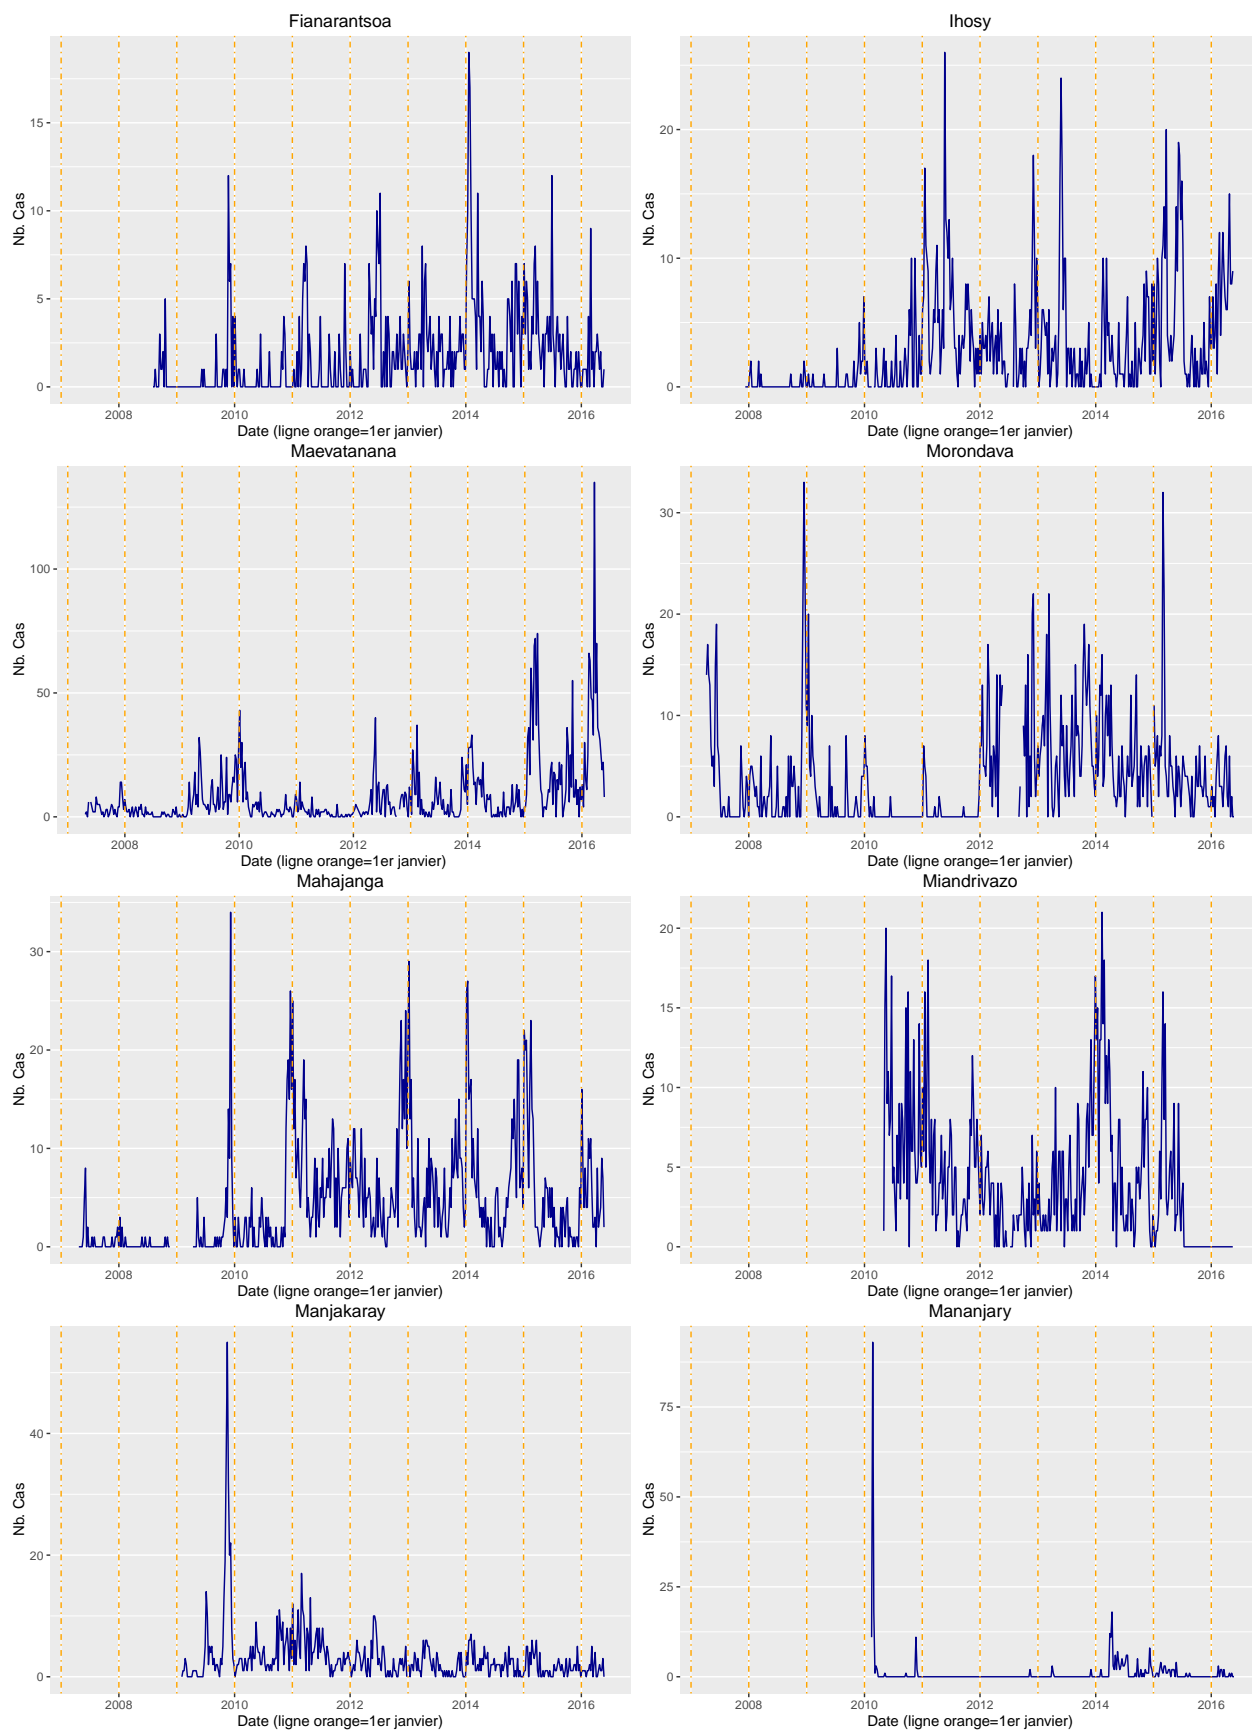 Fianarantsoa
Nb. Cas
15
10
5
0
2008 2010 2012 2014 2016
Date (ligne orange=1er janvier)
Ihosy
Nb. Cas
20
10
0
2008 2010 2012 2014 2016
Date (ligne orange=1er janvier)
Maevatanana
Nb. Cas
100
50
0
2008 2010 2012 2014 2016
Date (ligne orange=1er janvier)
Morondava
Nb. Cas
30
20
10
0
2008 2010 2012 2014 2016
Date (ligne orange=1er janvier)
Mahajanga
Nb. Cas
30
20
10
0
2008 2010 2012 2014 2016
Date (ligne orange=1er janvier)
Miandrivazo
Nb. Cas
20
15
10
5
0
2008 2010 2012 2014 2016
Date (ligne orange=1er janvier)
Manjakaray
Nb. Cas
40
20
0
2008 2010 2012 2014 2016
Date (ligne orange=1er janvier)
Mananjary
Nb. Cas
75
50
25
0
2008 2010 2012 2014 2016
Date (ligne orange=1er janvier)